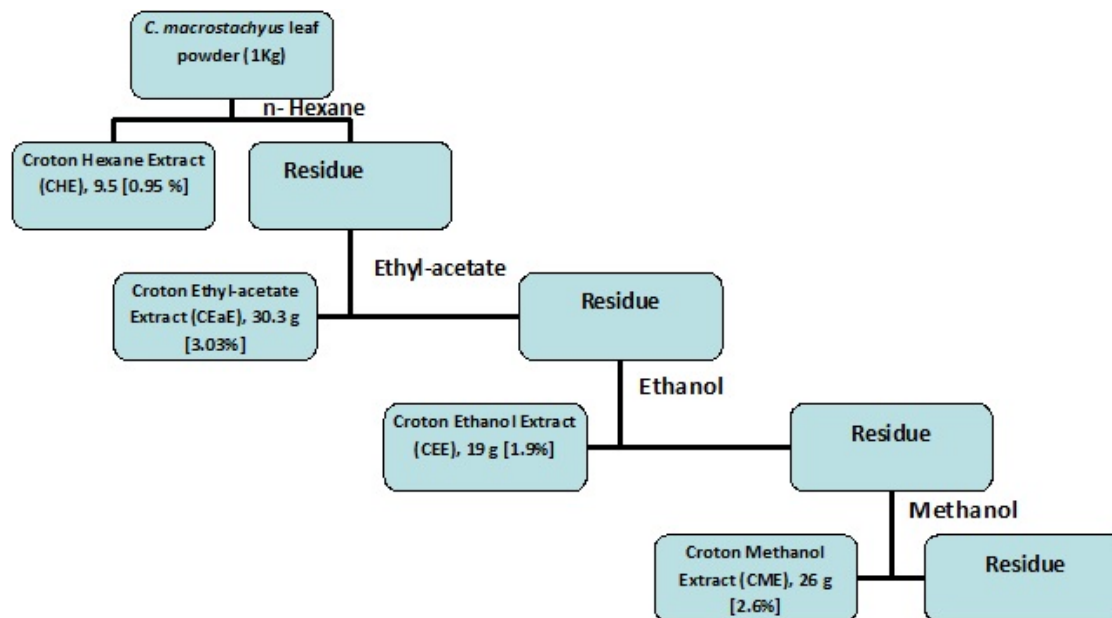 C. macrostachyus leaf
powder (1Kg)
n- Hexane
Croton Hexane Extract
(CHE), 9.5 [0.95 %]
Residue
Ethyl-acetate
Croton Ethyl-acetate
Extract (CEaE), 30.3 g
[3.03%]
Residue
Ethanol
Croton Ethanol Extract
(CEE), 19 g [1.9%]
Residue
Methanol
Croton Methanol
Extract (CME), 26 g
[2.6%]
Residue